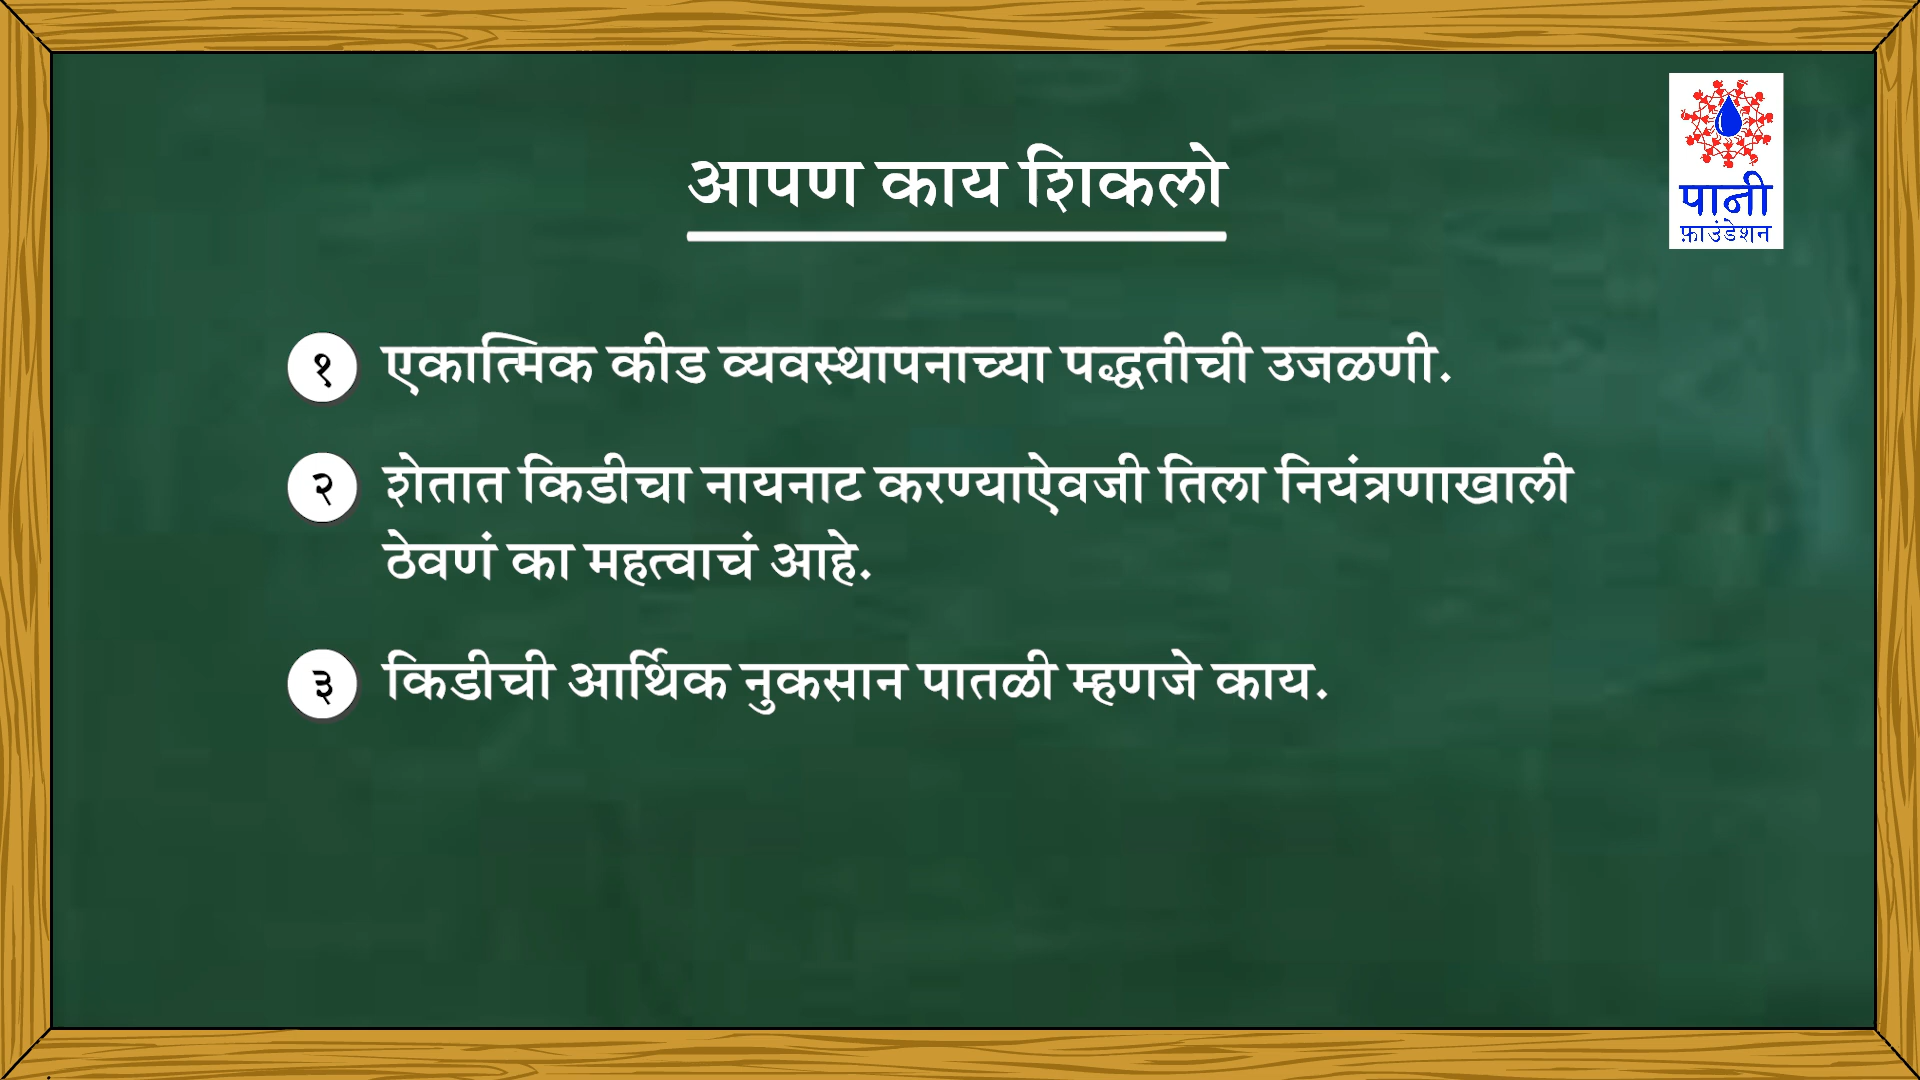 आपण काय शिकलो
पानी
फ़ाउंडेशन
१ एकात्मिक कीड व्यवस्थापनाच्या पद्धतीची उजळणी.
२ शेतात किडीचा नायनाट करण्याऐवजी तिला नियंत्रणाखाली
ठेवणं का महत्वाचं आहे.
३ किडीची आर्थिक नुकसान पातळी म्हणजे काय.